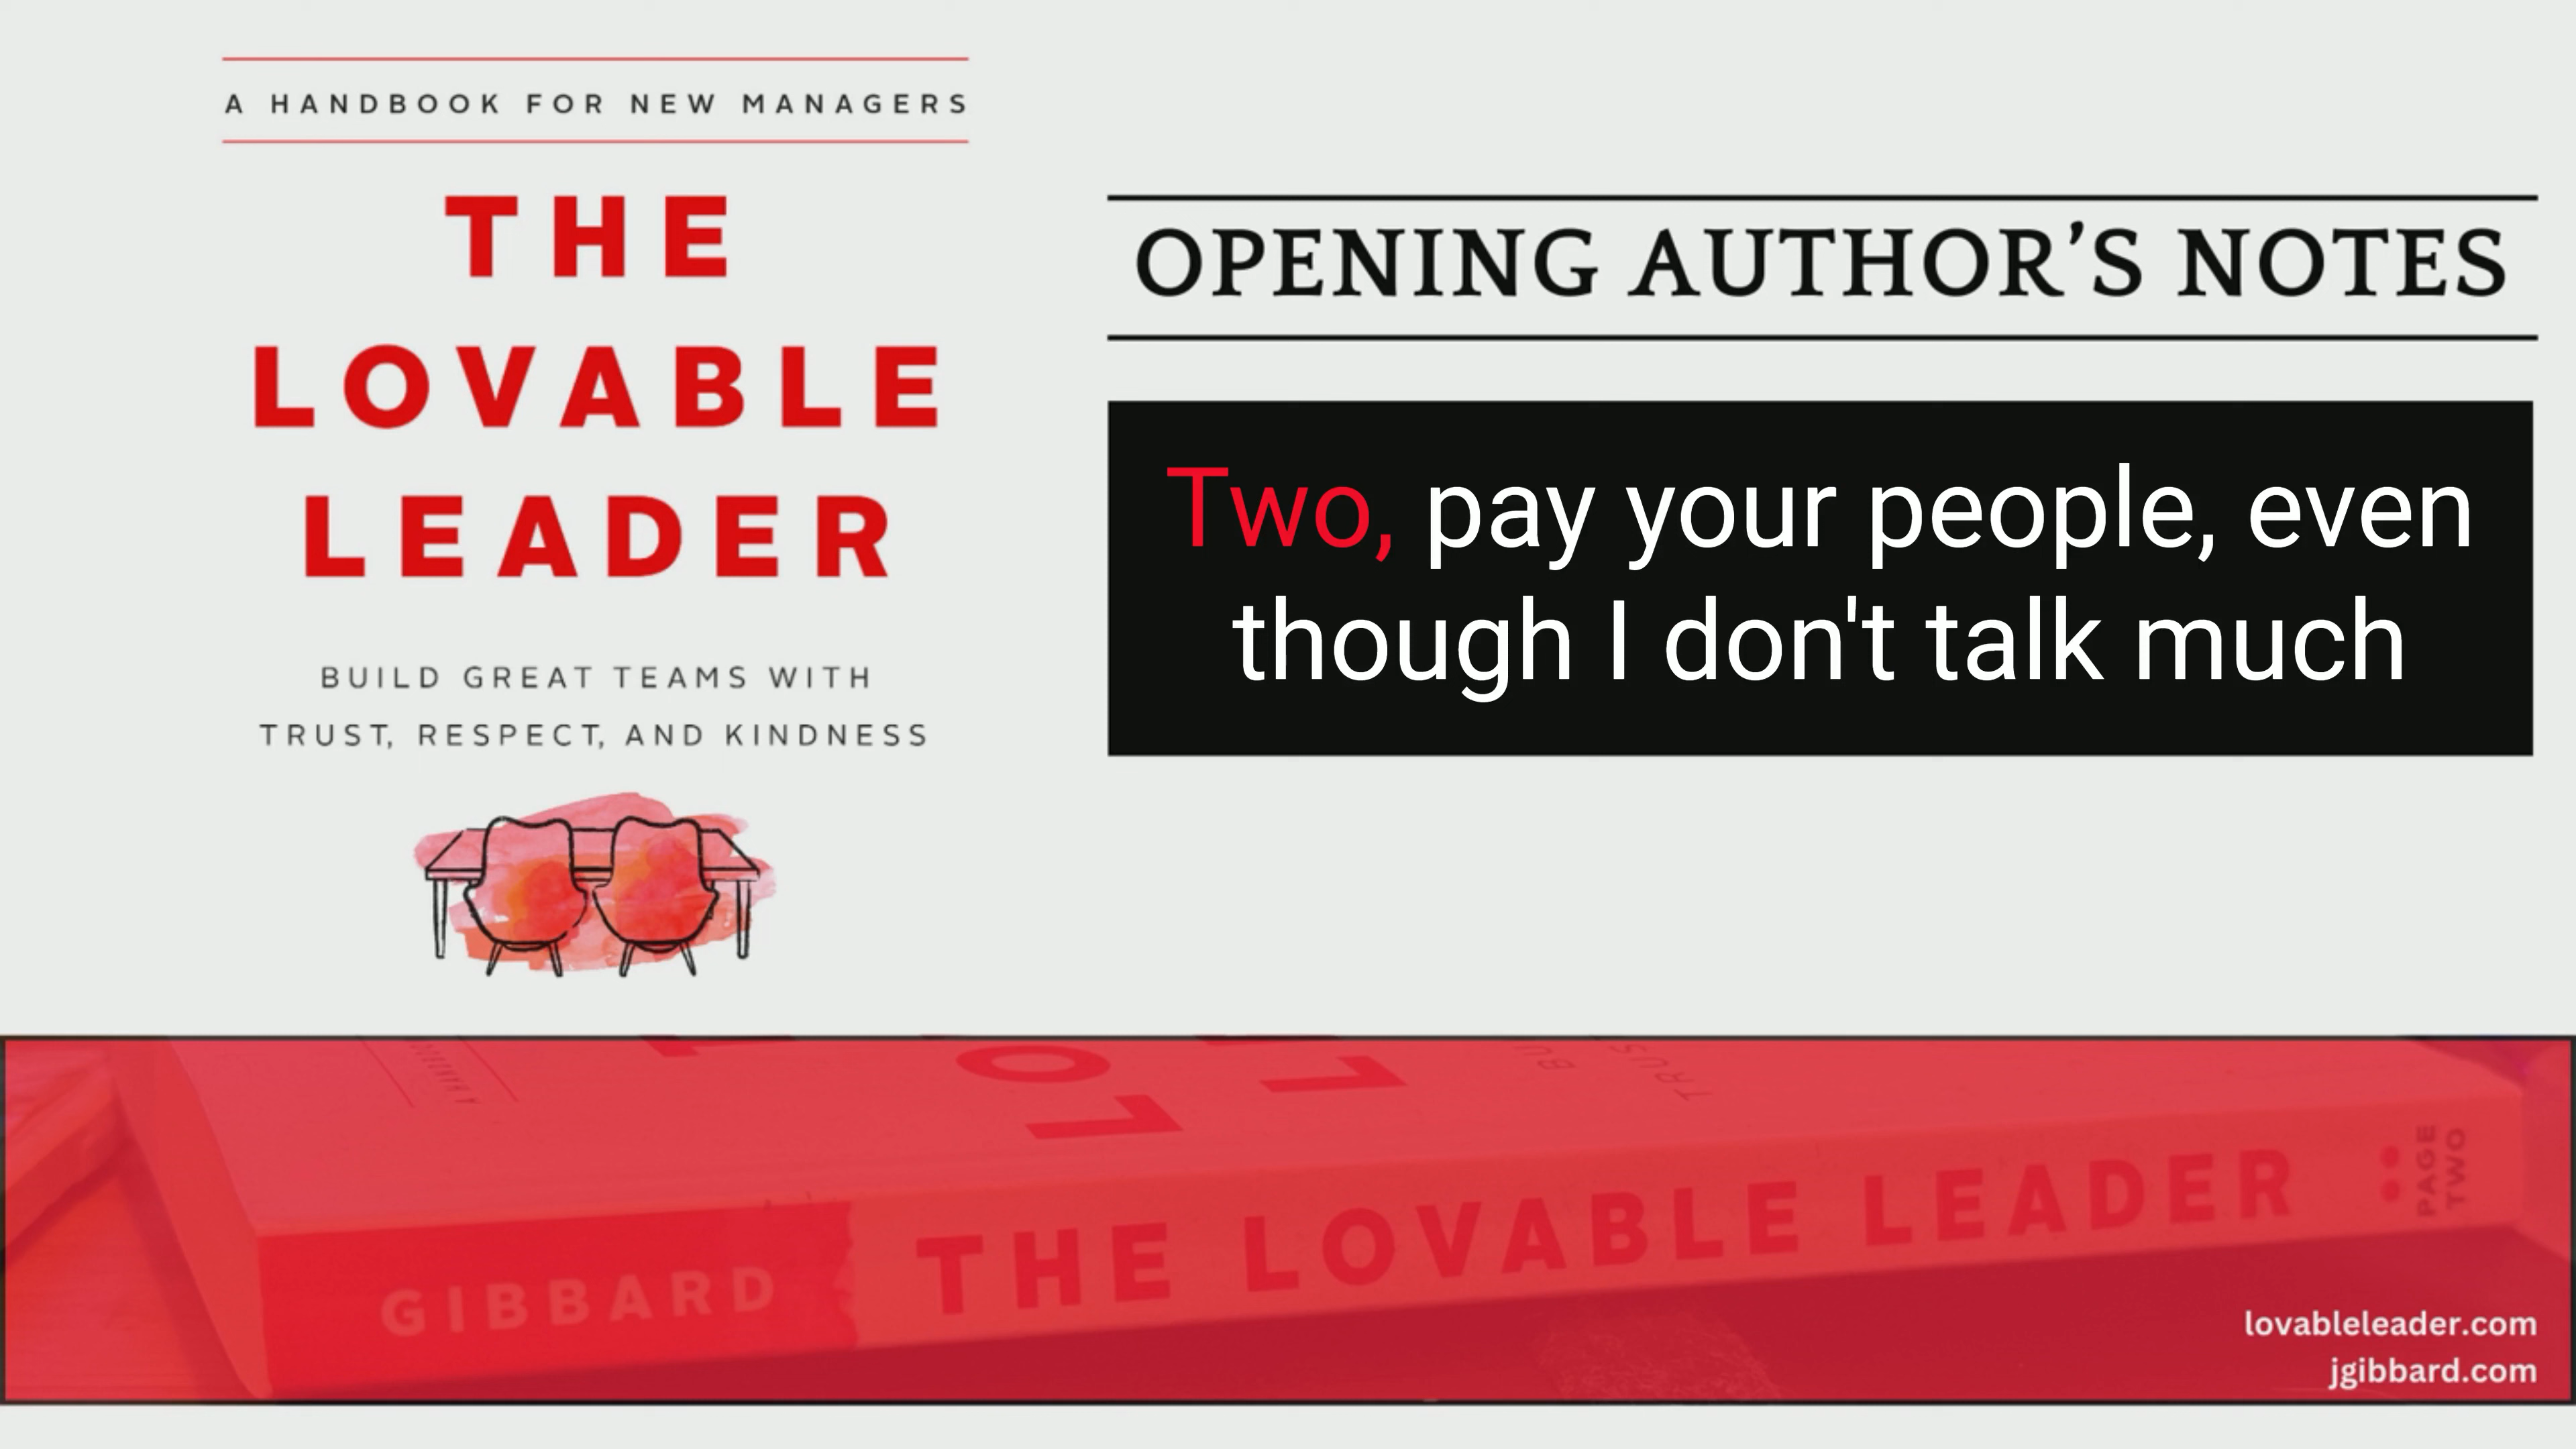 A HANDBOOK FOR NEW MANAGERS
THE
LOVABLE
LEADER
BUILD GREAT TEAMS WITH
TRUST, RESPECT, AND KINDNESS
OPENING AUTHOR’S NOTES
Two, pay your people, even
though I don't talk much
GIBBARD THE LOVABLE LEADER PAGE TWO
lovableleader.com
jgibbard.com